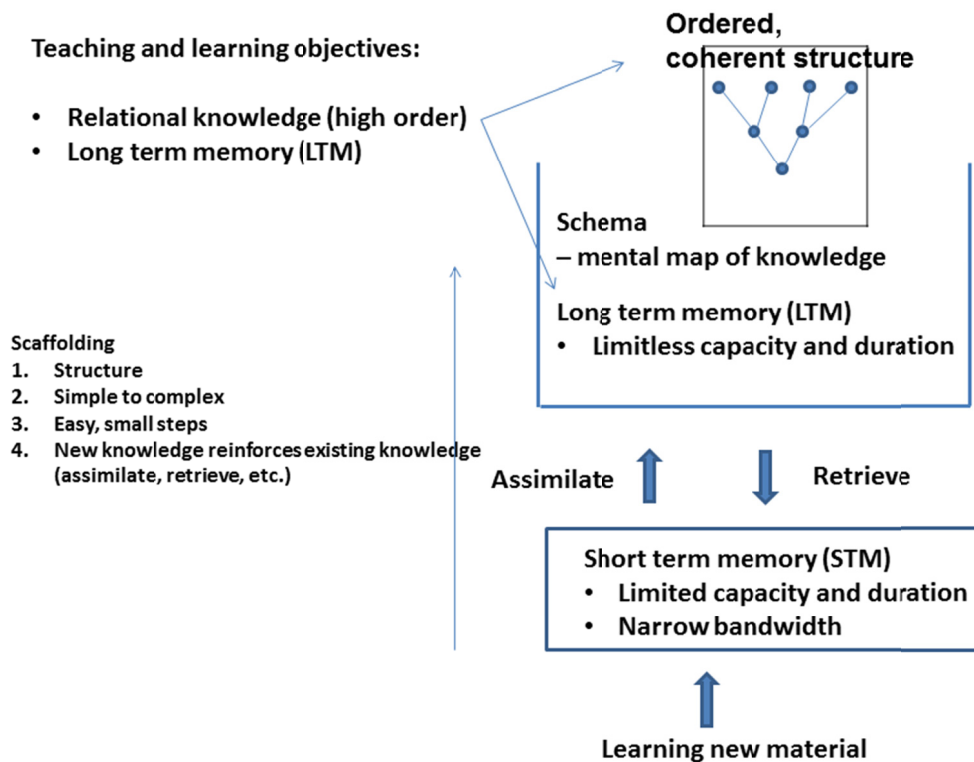 Teaching and learning objectives:
• Relational knowledge (high order)
• Long term memory (LTM)
Ordered,
coherent structure
Schema
– mental map of knowledge
Long term memory (LTM)
• Limitless capacity and duration
Scaffolding
1. Structure
2. Simple to complex
3. Easy, small steps
4. New knowledge reinforces existing knowledge
(assimilate, retrieve, etc.)
Assimilate
Retrieve
Short term memory (STM)
• Limited capacity and duration
• Narrow bandwidth
Learning new material